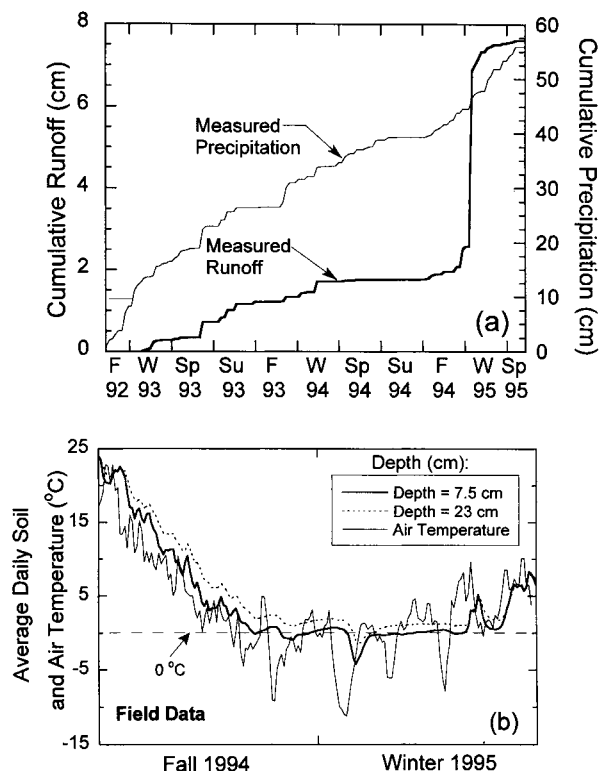 Cumulative Runoff (cm)
8
6
4
2
0
Measured
Precipitation
Measured
Runoff
(a)
60
50
40
30
20
10
0
Cumulative Precipitation (cm)
F W Sp Su F W Sp Su F W Sp
92 93 93 93 93 94 94 94 94 95 95
Average Daily Soil
and Air Temperature (°C)
25
15
5
-5
-15
Depth (cm):
Depth = 7.5 cm
Depth = 23 cm
Air Temperature
0 °C
Field Data
(b)
Fall 1994 Winter 1995